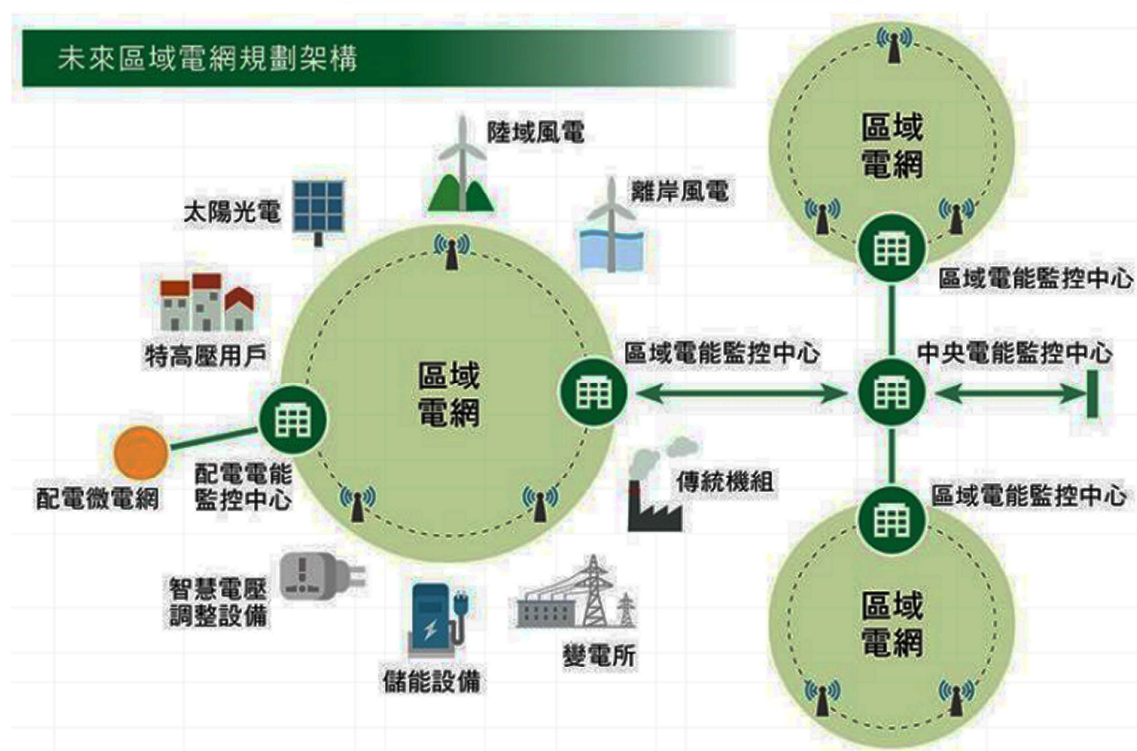 未來區域電網規劃架構
陸域風電
離岸風電
太陽光電
特高壓用戶
區域
電網
區域電能監控中心
配電微電網
配電電能
監控中心
傳統機組
智慧電壓
調整設備
儲能設備
變電所
區域
電網
區域電能監控中心
中央電能監控中心
區域電能監控中心
區域
電網